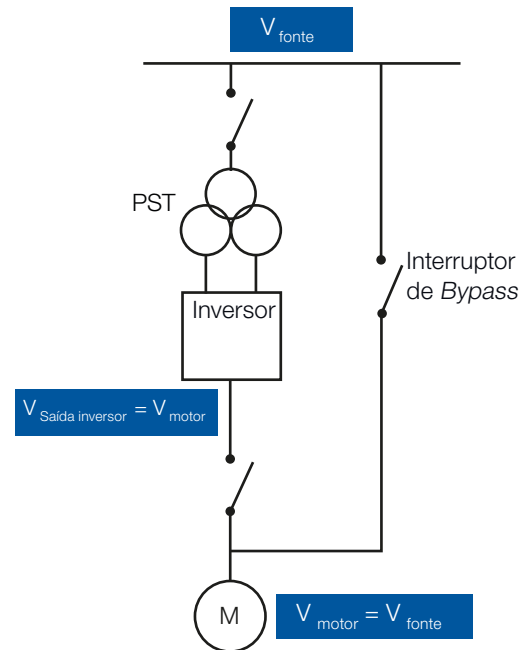 V fonte
PST
Interruptor
de Bypass
Inversor
V Saída inversor = V motor
M
V motor = V fonte